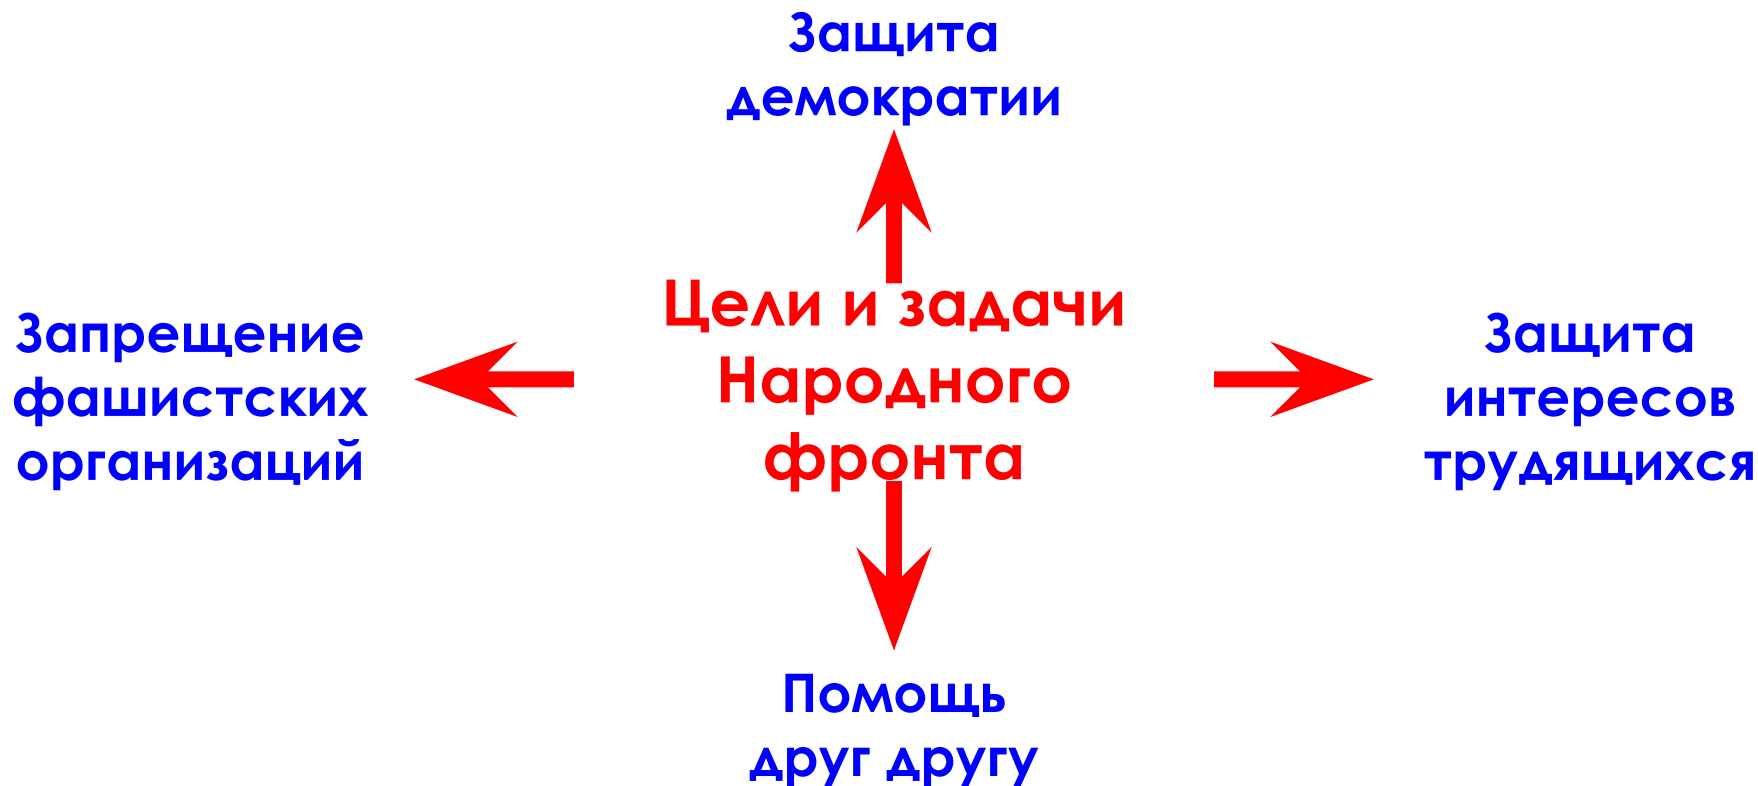 Защита
демократии
Цели и задачи
Народного
фронта
Запрещение
фашистских
организаций
Защита
интересов
трудящихся
Помощь
друг другу